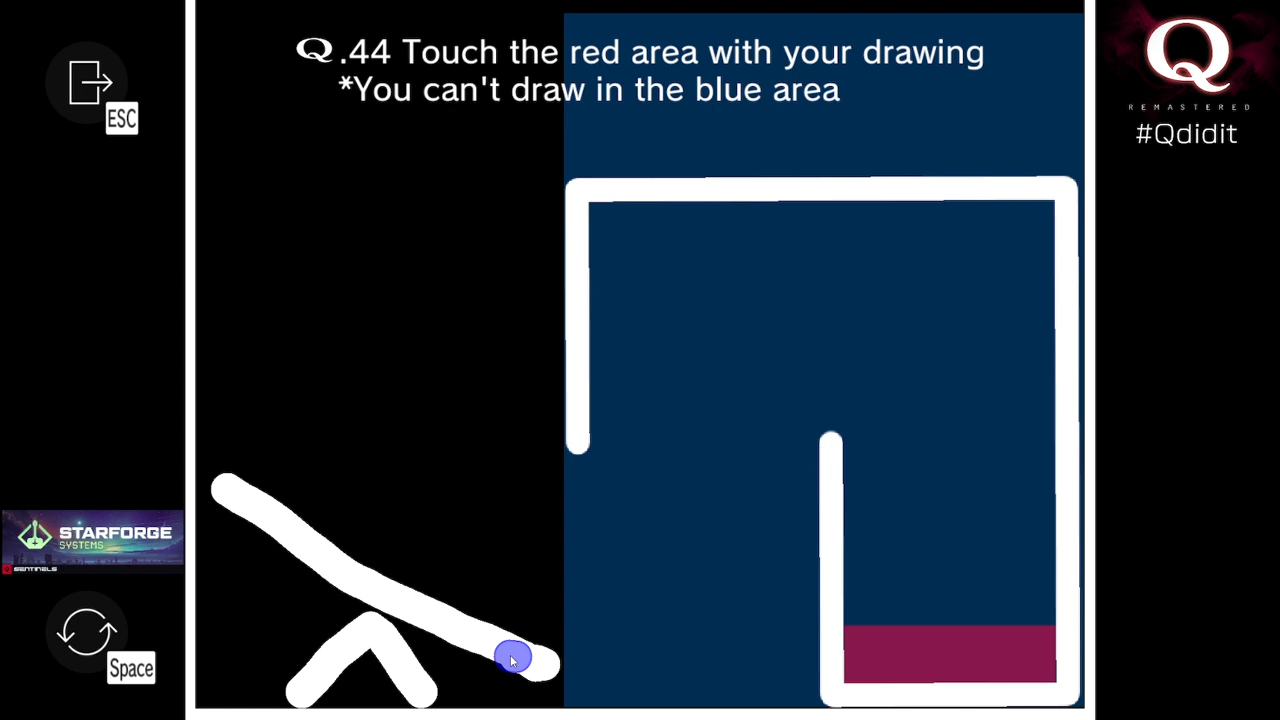 Q.44 Touch the red area with your drawing
*You can't draw in the blue area
ESC
Q
REMASTERED
#Qdidit
STARFORGE
SYSTEMS
SENTINELS
Space